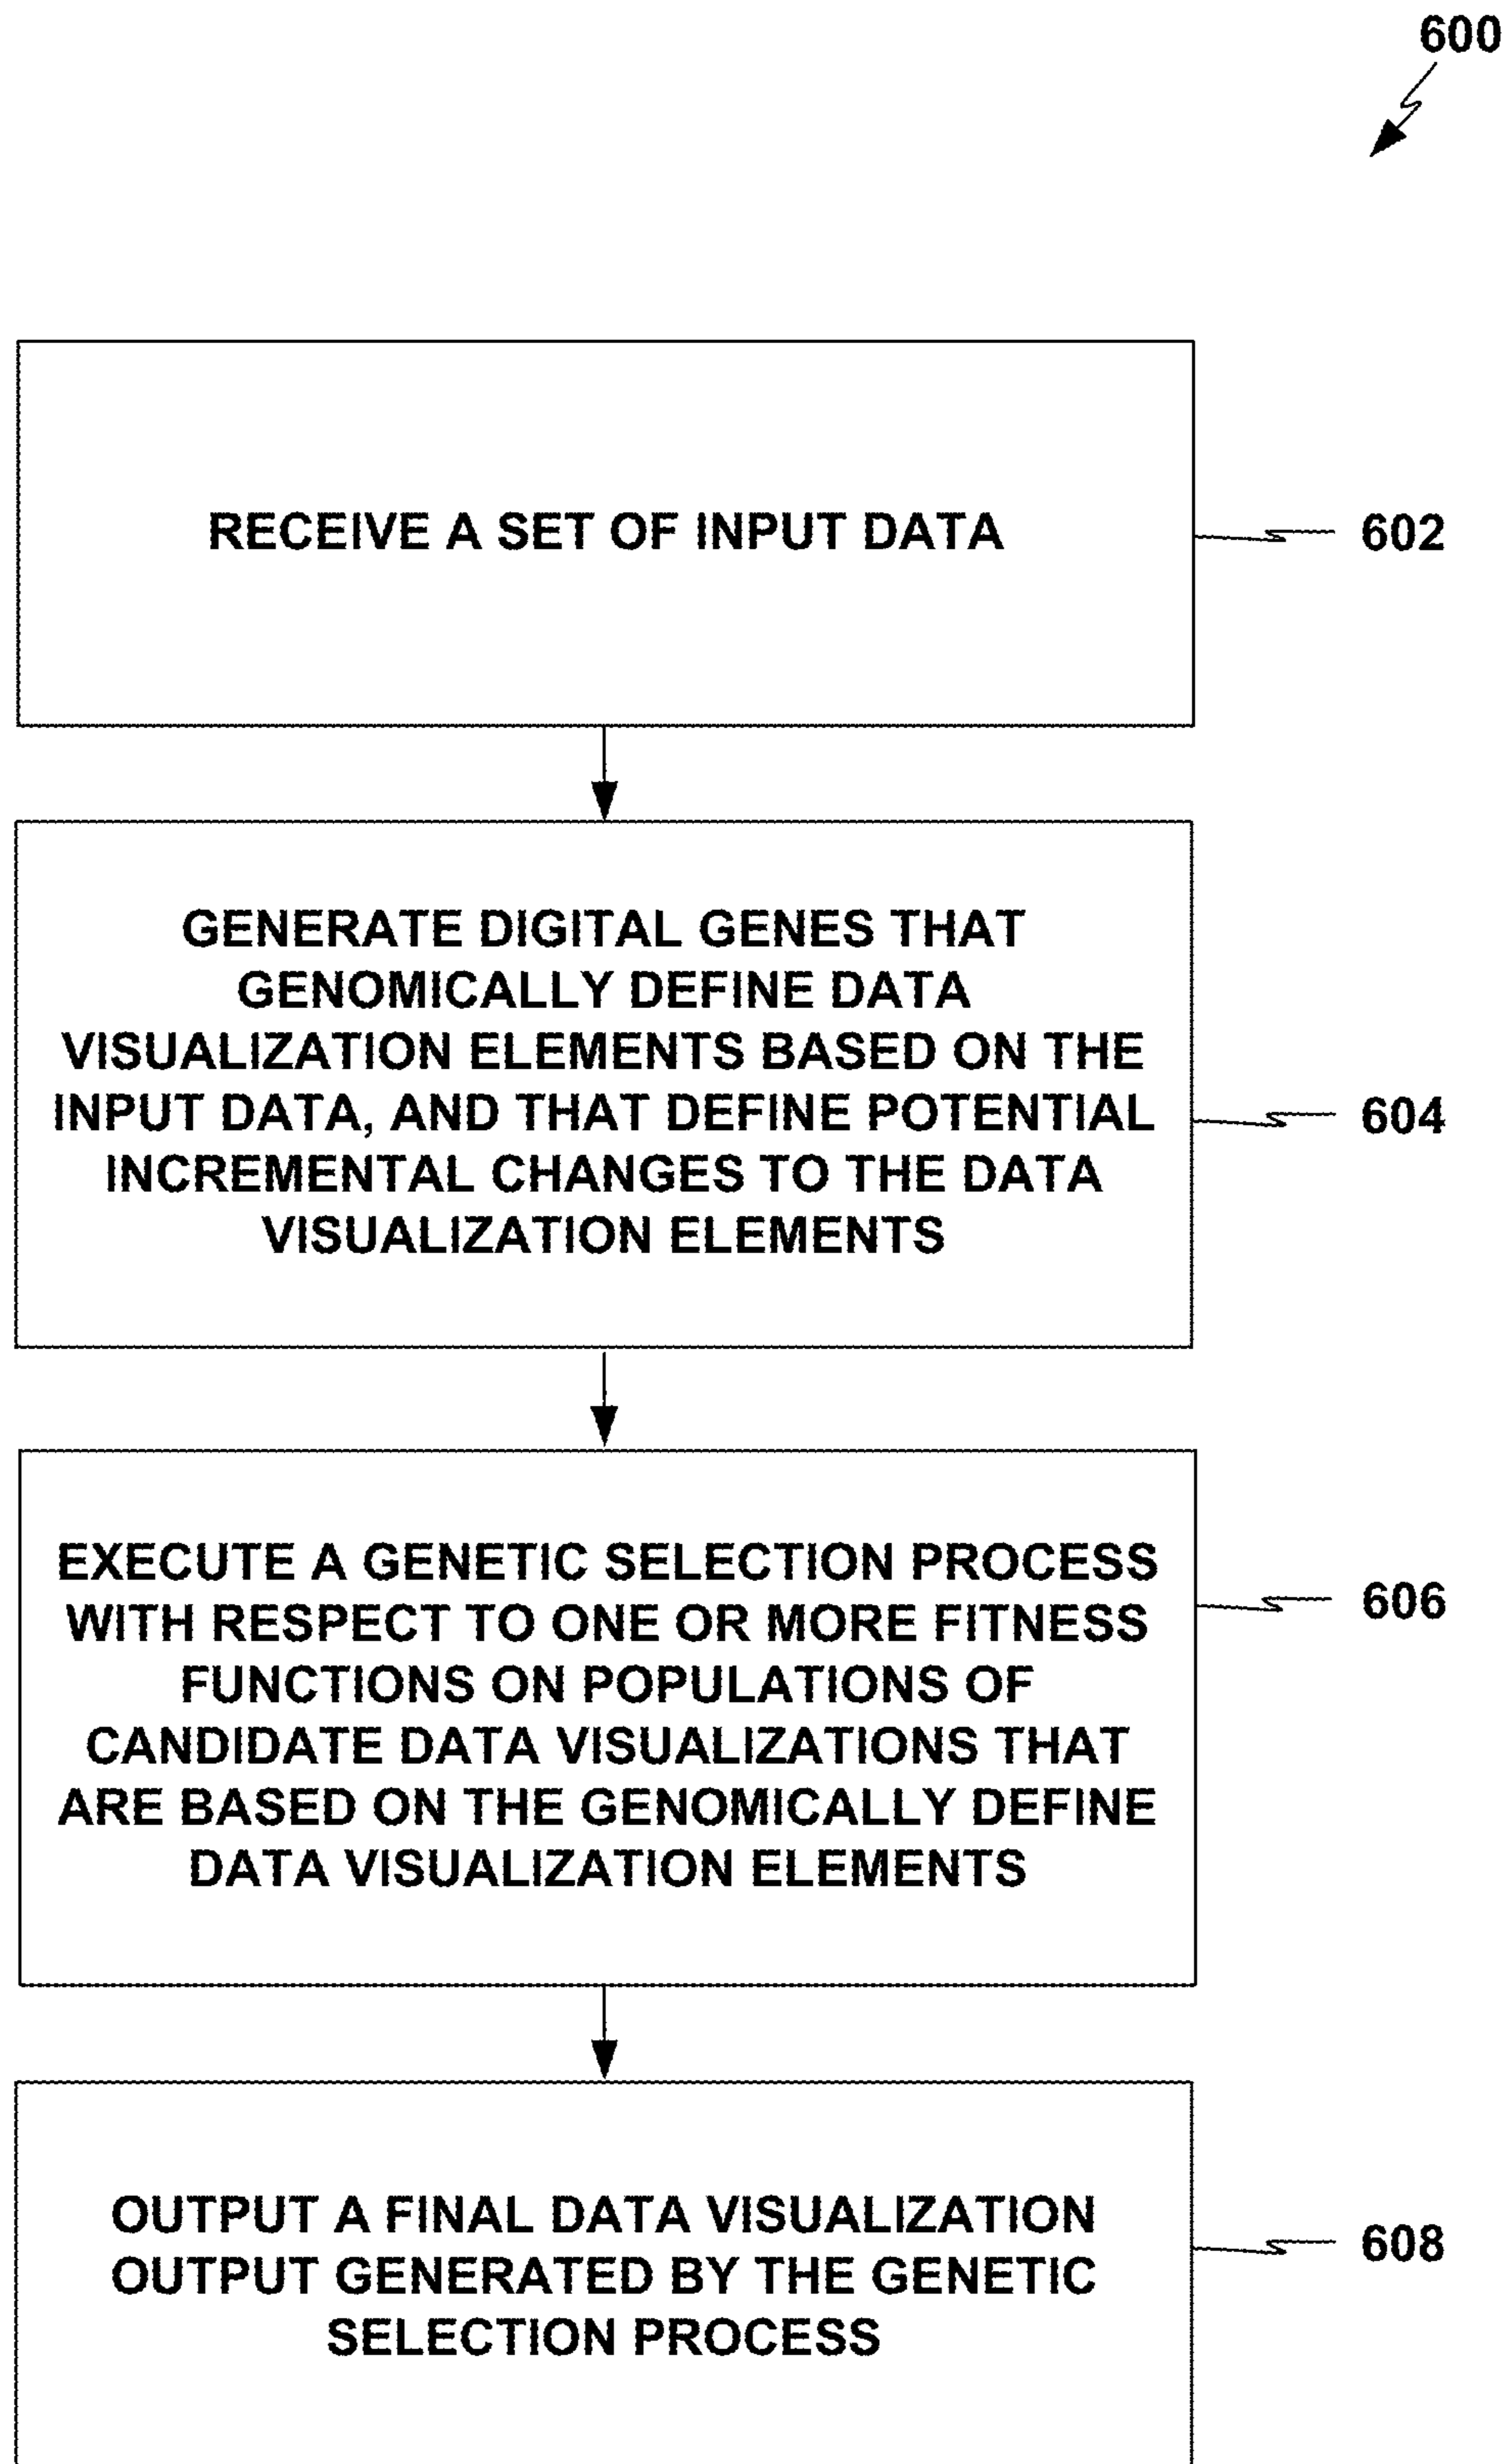 600
RECEIVE A SET OF INPUT DATA
602
GENERATE DIGITAL GENES THAT
GENOMICALLY DEFINE DATA
VISUALIZATION ELEMENTS BASED ON THE
INPUT DATA, AND THAT DEFINE POTENTIAL
INCREMENTAL CHANGES TO THE DATA
VISUALIZATION ELEMENTS
604
EXECUTE A GENETIC SELECTION PROCESS
WITH RESPECT TO ONE OR MORE FITNESS
FUNCTIONS ON POPULATIONS OF
CANDIDATE DATA VISUALIZATIONS THAT
ARE BASED ON THE GENOMICALLY DEFINE
DATA VISUALIZATION ELEMENTS
606
OUTPUT A FINAL DATA VISUALIZATION
OUTPUT GENERATED BY THE GENETIC
SELECTION PROCESS
608